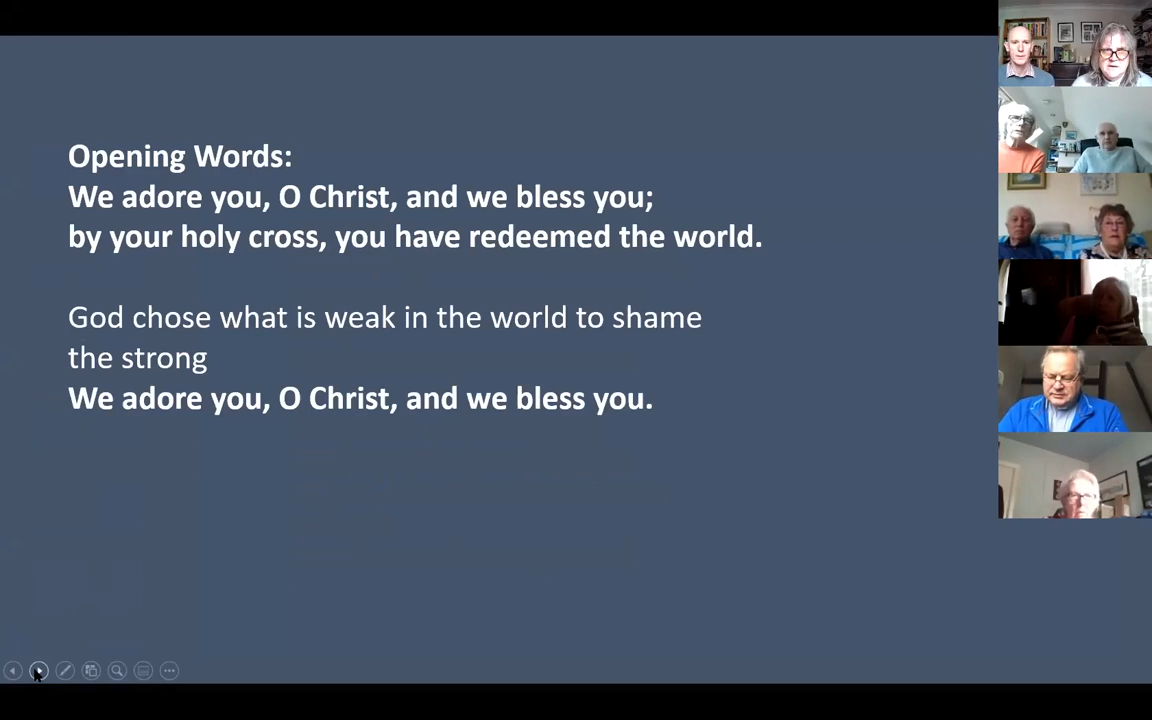 Opening Words:
We adore you, O Christ, and we bless you;
by your holy cross, you have redeemed the world.
God chose what is weak in the world to shame
the strong
We adore you, O Christ, and we bless you.